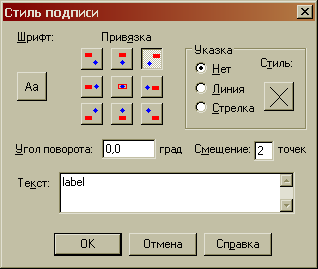 Стиль подписи
Шрифт:
Привязка
Указка
Нет
Стиль:
Аа
Линия
Стрелка
Угол поворота: 0,0 град
Смещение: 2 точек
Текст: label
OK
Отмена
Справка